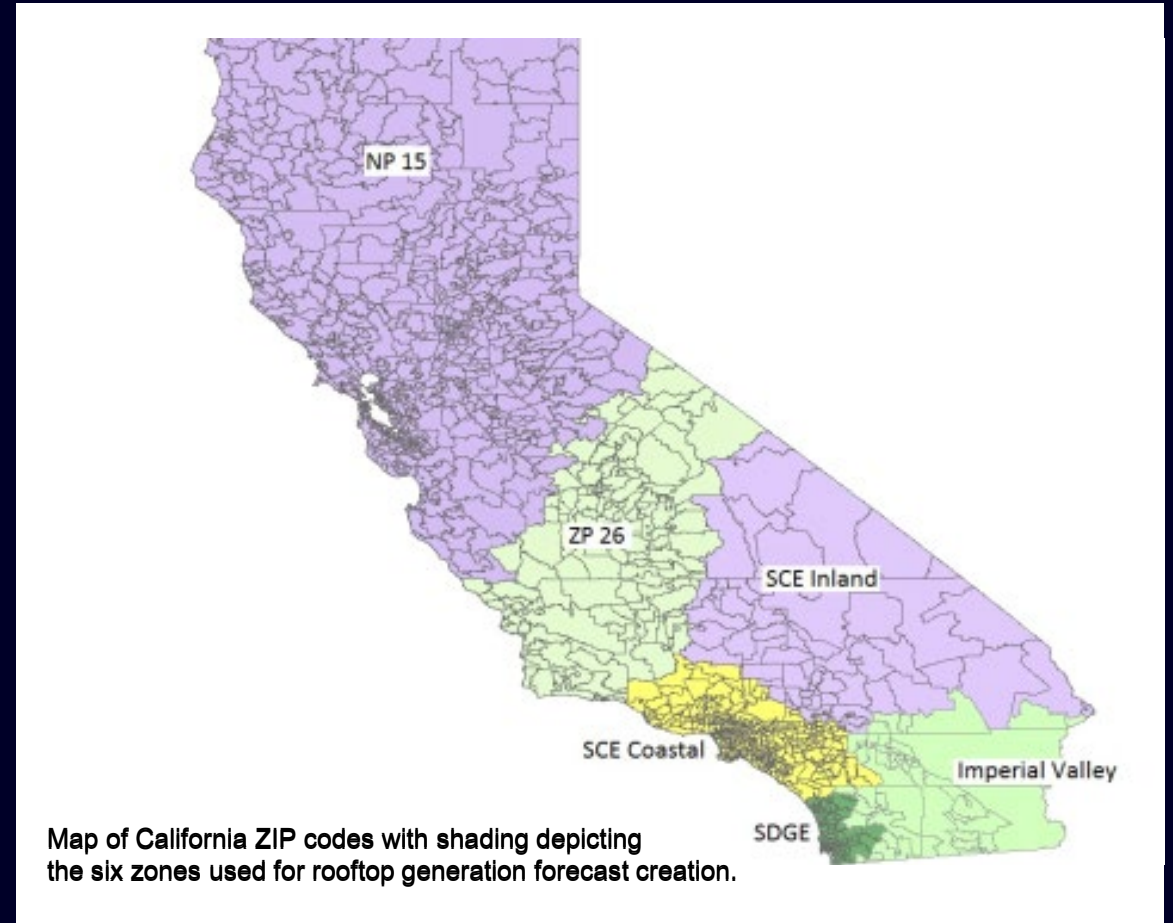 NP 15
ZP 26
SCE Inland
SCE Coastal
Imperial Valley
SDGE
Map of California ZIP codes with shading depicting
the six zones used for rooftop generation forecast creation.